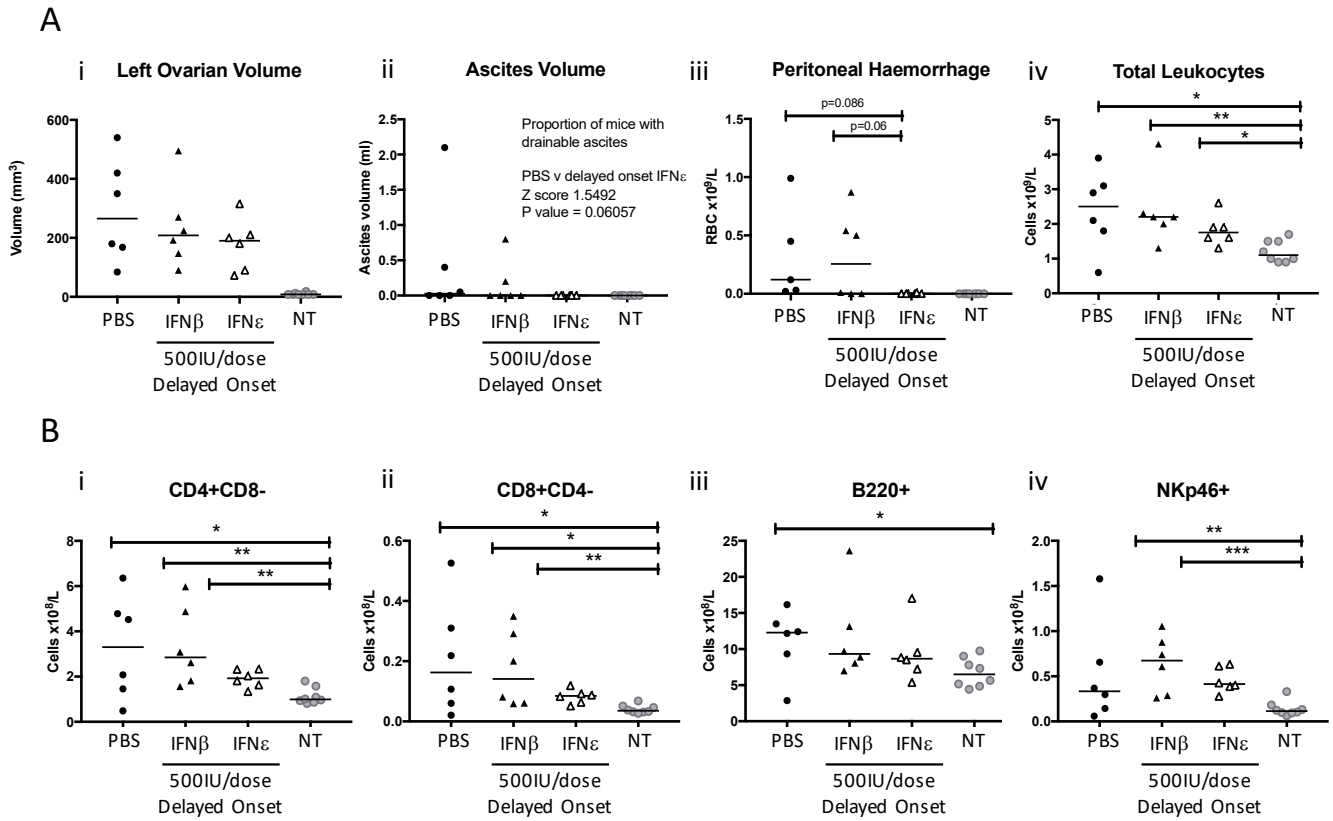 A
i
Left Ovarian Volume
Volume (mm³)
600
400
200
0
PBS
IFNβ
IFNε
NT
500IU/dose
Delayed Onset
ii
Ascites Volume
Ascites volume (ml)
2.5
2.0
1.5
1.0
0.5
0.0
Proportion of mice with
drainable ascites
PBS v delayed onset IFNε
Z score 1.5492
P value = 0.06057
PBS
IFNβ
IFNε
NT
500IU/dose
Delayed Onset
iii
Peritoneal Haemorrhage
RBC x10⁹/L
1.5
1.0
0.5
0.0
p=0.086
p=0.06
PBS
IFNβ
IFNε
NT
500IU/dose
Delayed Onset
iv
Total Leukocytes
Cells x10⁹/L
5
4
3
2
1
0
*
**
*
PBS
IFNβ
IFNε
NT
500IU/dose
Delayed Onset
B
i
CD4+CD8-
Cells x10⁸/L
8
6
4
2
0
*
**
**
PBS
IFNβ
IFNε
NT
500IU/dose
Delayed Onset
ii
CD8+CD4-
Cells x10⁸/L
0.6
0.4
0.2
0.0
*
*
**
PBS
IFNβ
IFNε
NT
500IU/dose
Delayed Onset
iii
B220+
Cells x10⁸/L
25
20
15
10
5
0
*
PBS
IFNβ
IFNε
NT
500IU/dose
Delayed Onset
iv
NKp46+
Cells x10⁸/L
2.0
1.5
1.0
0.5
0.0
**
***
PBS
IFNβ
IFNε
NT
500IU/dose
Delayed Onset